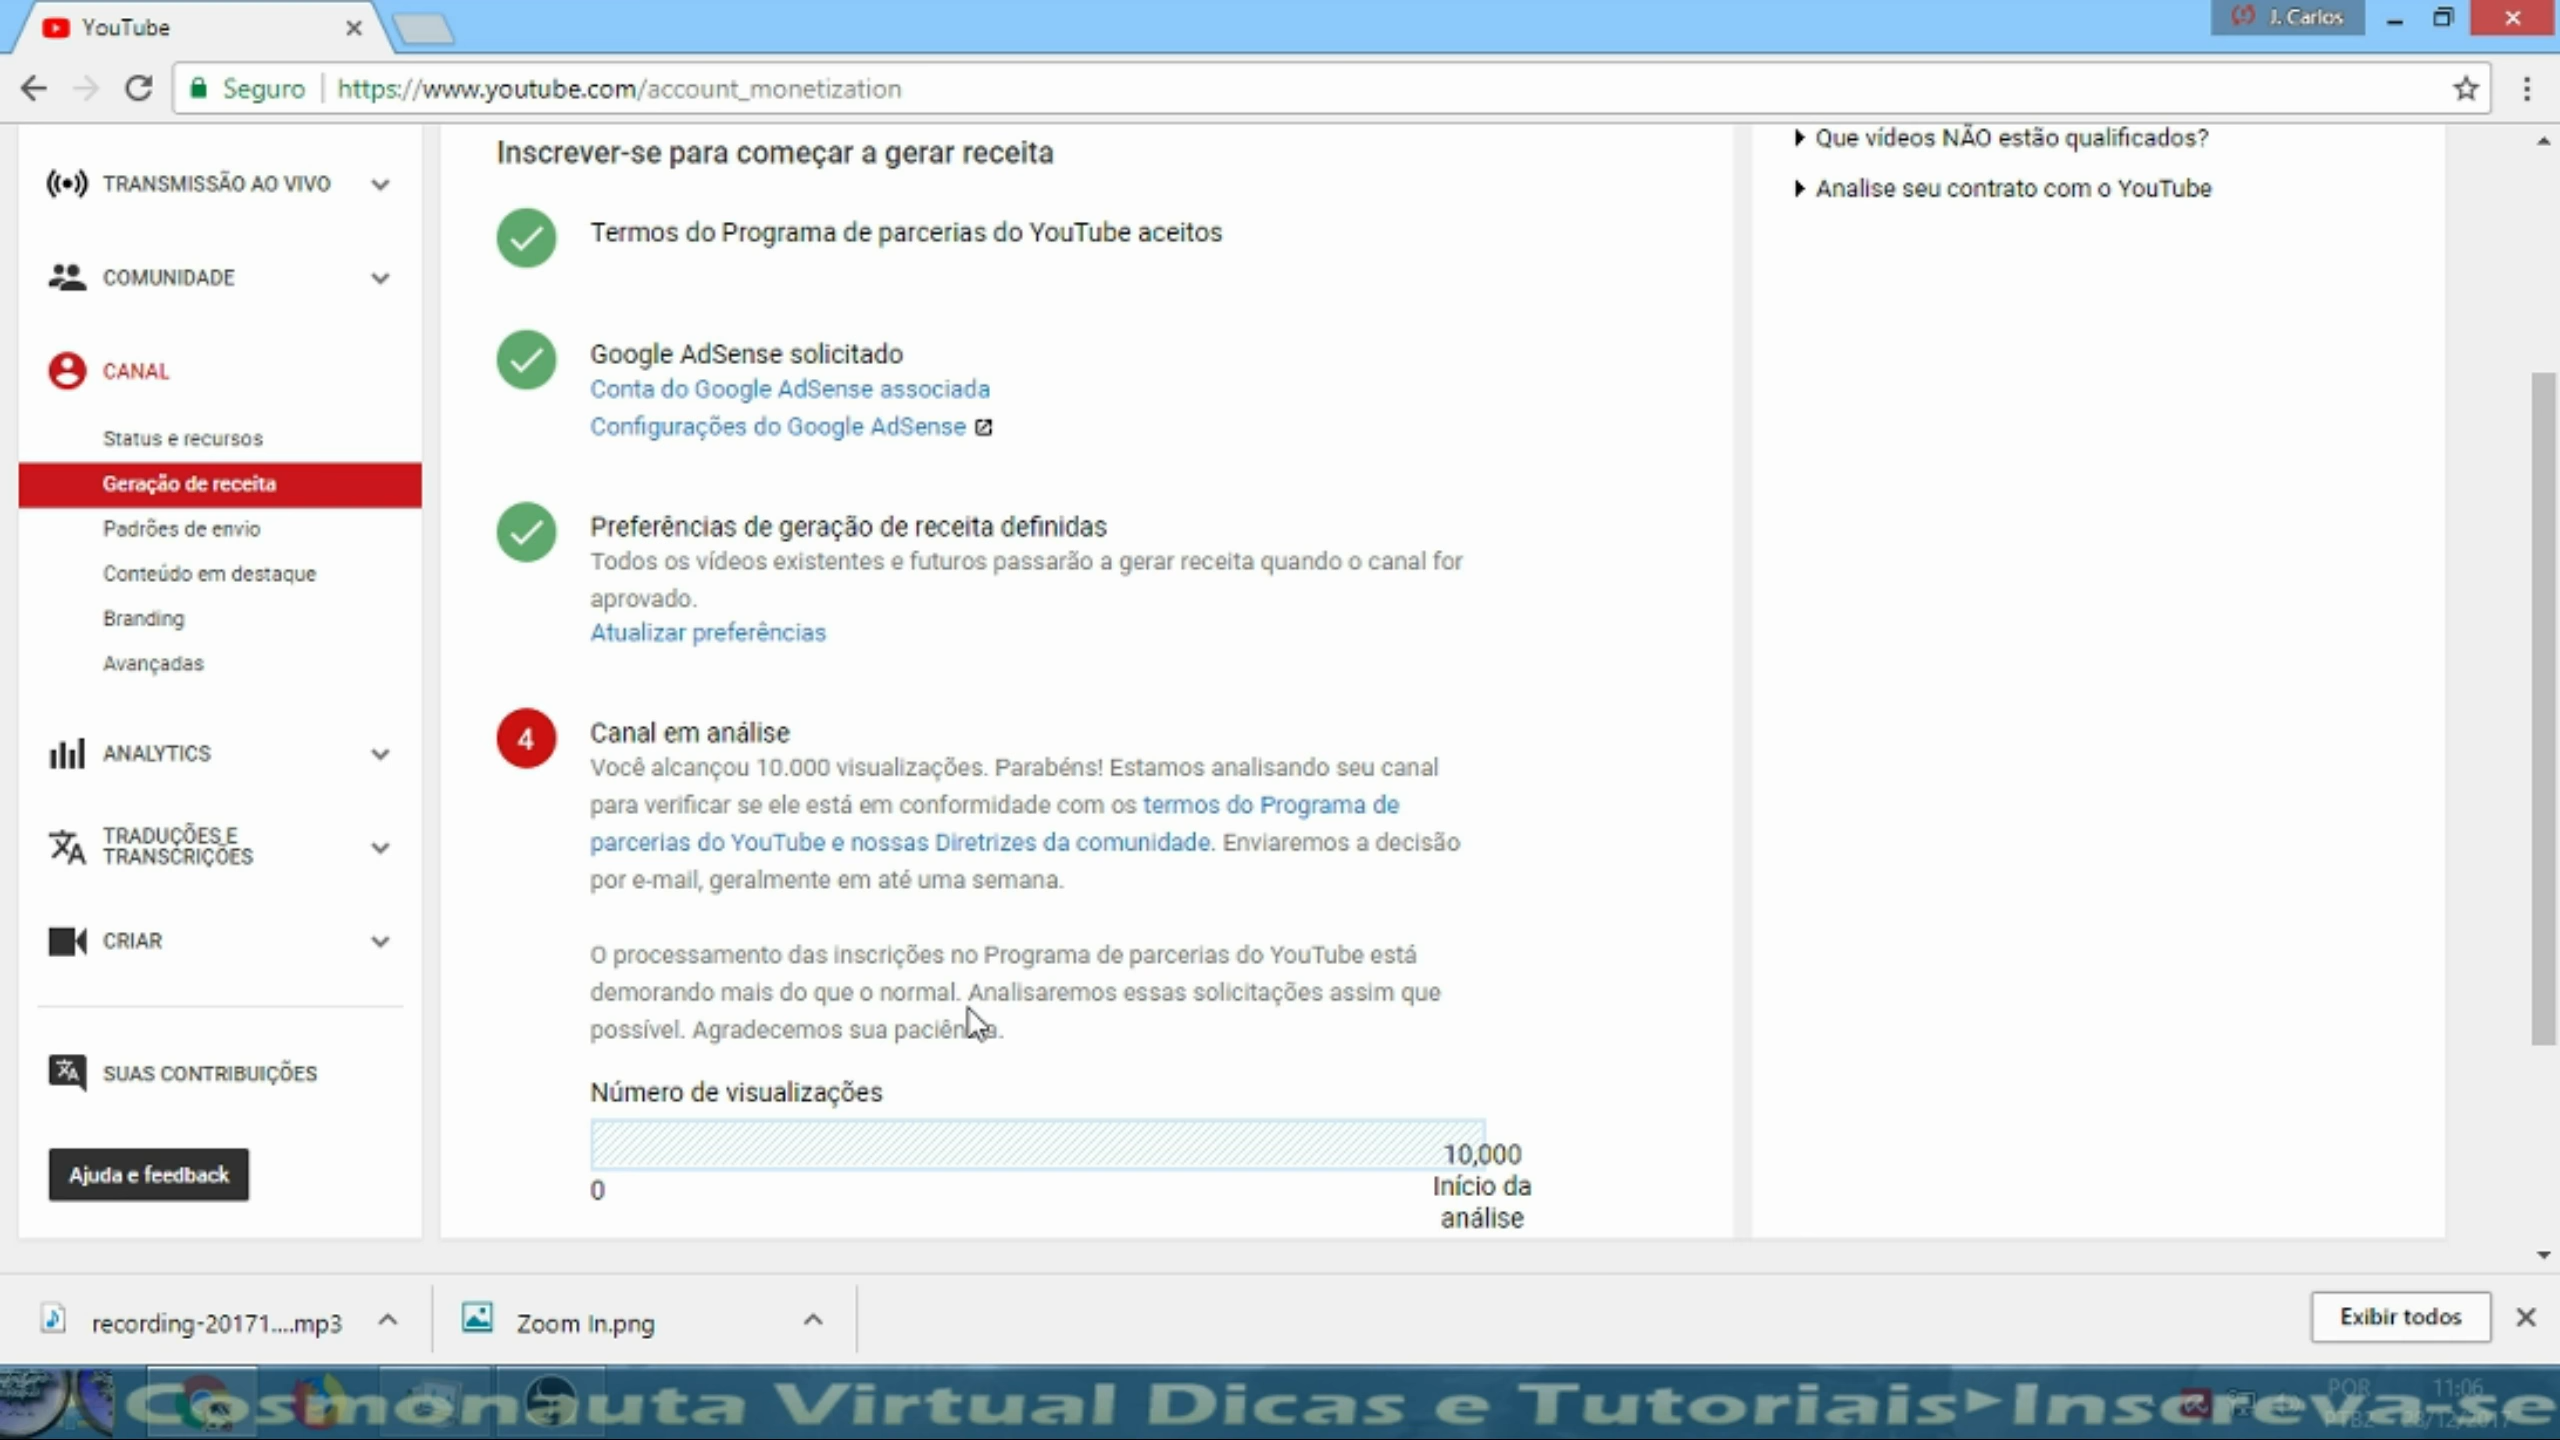 YouTube
J. Carlos
Seguro
https://www.youtube.com/account_monetization
TRANSMISSÃO AO VIVO
COMUNIDADE
CANAL
Status e recursos
Geração de receita
Padrões de envio
Conteúdo em destaque
Branding
Avançadas
ANALYTICS
TRADUÇÕES E
TRANSCRIÇÕES
CRIAR
SUAS CONTRIBUIÇÕES
Ajuda e feedback
Inscrever-se para começar a gerar receita
Termos do Programa de parcerias do YouTube aceitos
Google AdSense solicitado
Conta do Google AdSense associada
Configurações do Google AdSense
Preferências de geração de receita definidas
Todos os vídeos existentes e futuros passarão a gerar receita quando o canal for
aprovado.
Atualizar preferências
4
Canal em análise
Você alcançou 10.000 visualizações. Parabéns! Estamos analisando seu canal
para verificar se ele está em conformidade com os termos do Programa de
parcerias do YouTube e nossas Diretrizes da comunidade. Enviaremos a decisão
por e-mail, geralmente em até uma semana.
O processamento das inscrições no Programa de parcerias do YouTube está
demorando mais do que o normal. Analisaremos essas solicitações assim que
possível. Agradecemos sua paciência.
Número de visualizações
0
10,000
Início da
análise
Que vídeos NÃO estão qualificados?
Analise seu contrato com o YouTube
recording-20171....mp3
Zoom In.png
Exibir todos
Cosmonauta Virtual Dicas e Tutoriais►Inscreva-se
POR
11:06
PTB2
28/12/2017